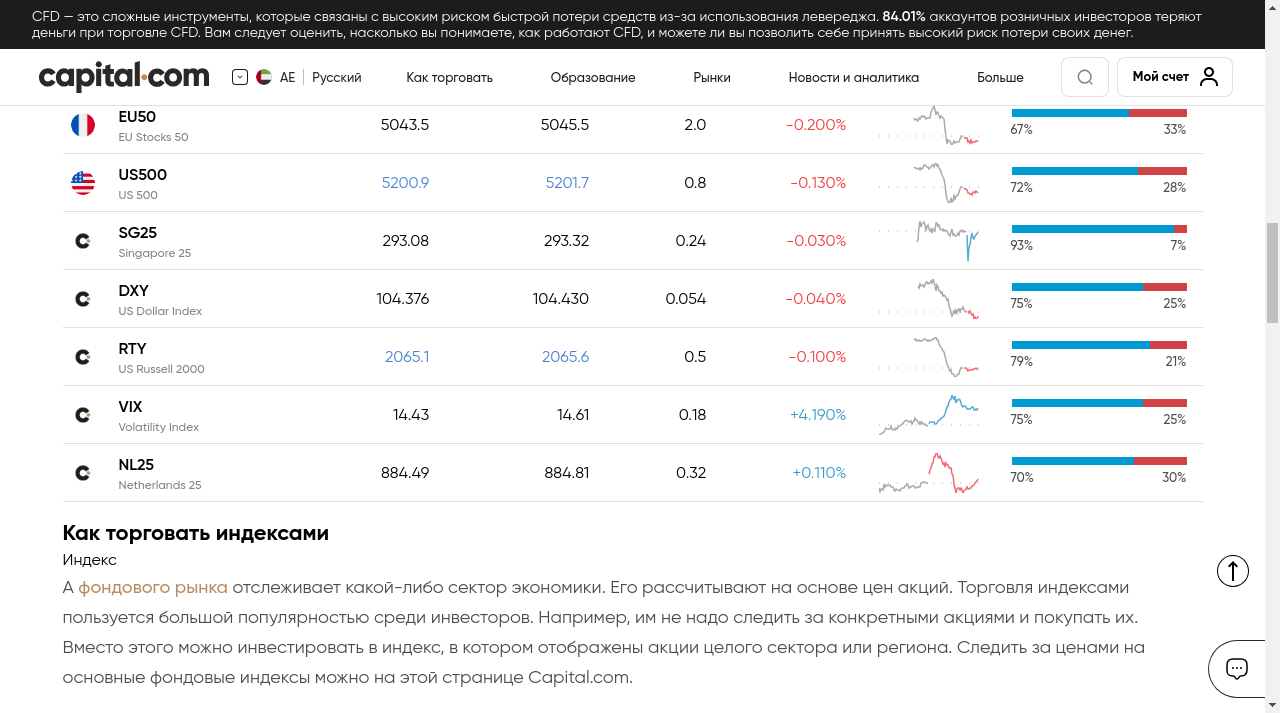 CFD — это сложные инструменты, которые связаны с высоким риском быстрой потери средств из-за использования левереджа. 84.01% аккаунтов розничных инвесторов теряют
деньги при торговле CFD. Вам следует оценить, насколько вы понимаете, как работают CFD, и можете ли вы позволить себе принять высокий риск потери своих денег.
capital.com AE Русский Как торговать Образование Рынки Новости и аналитика Больше Мой счет
EU50 5043.5 5045.5 2.0 -0.200%
EU Stocks 50 67% 33%
US500 5200.9 5201.7 0.8 -0.130%
US 500 72% 28%
SG25 293.08 293.32 0.24 -0.030%
Singapore 25 93% 7%
DXY 104.376 104.430 0.054 -0.040%
US Dollar Index 75% 25%
RTY 2065.1 2065.6 0.5 -0.100%
US Russell 2000 79% 21%
VIX 14.43 14.61 0.18 +4.190%
Volatility Index 75% 25%
NL25 884.49 884.81 0.32 +0.110%
Netherlands 25 70% 30%
Как торговать индексами
Индекс
А фондового рынка отслеживает какой-либо сектор экономики. Его рассчитывают на основе цен акций. Торговля индексами
пользуется большой популярностью среди инвесторов. Например, им не надо следить за конкретными акциями и покупать их.
Вместо этого можно инвестировать в индекс, в котором отображены акции целого сектора или региона. Следить за ценами на
основные фондовые индексы можно на этой странице Capital.com.